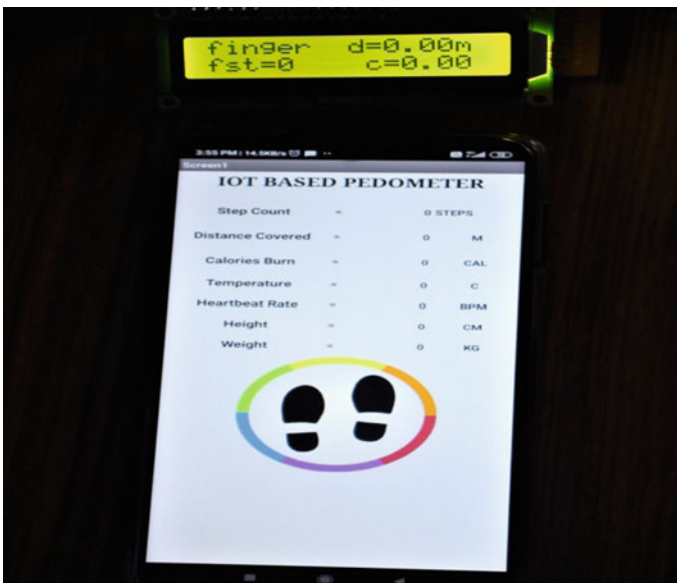 finger d=0.00m
fst=0 c=0.00
3:55 PM | 14.5KB/s
Screen1
IOT BASED PEDOMETER
Step Count = 0 STEPS
Distance Covered = 0 M
Calories Burn = 0 CAL
Temperature = 0 C
Heartbeat Rate = 0 BPM
Height = 0 CM
Weight = 0 KG